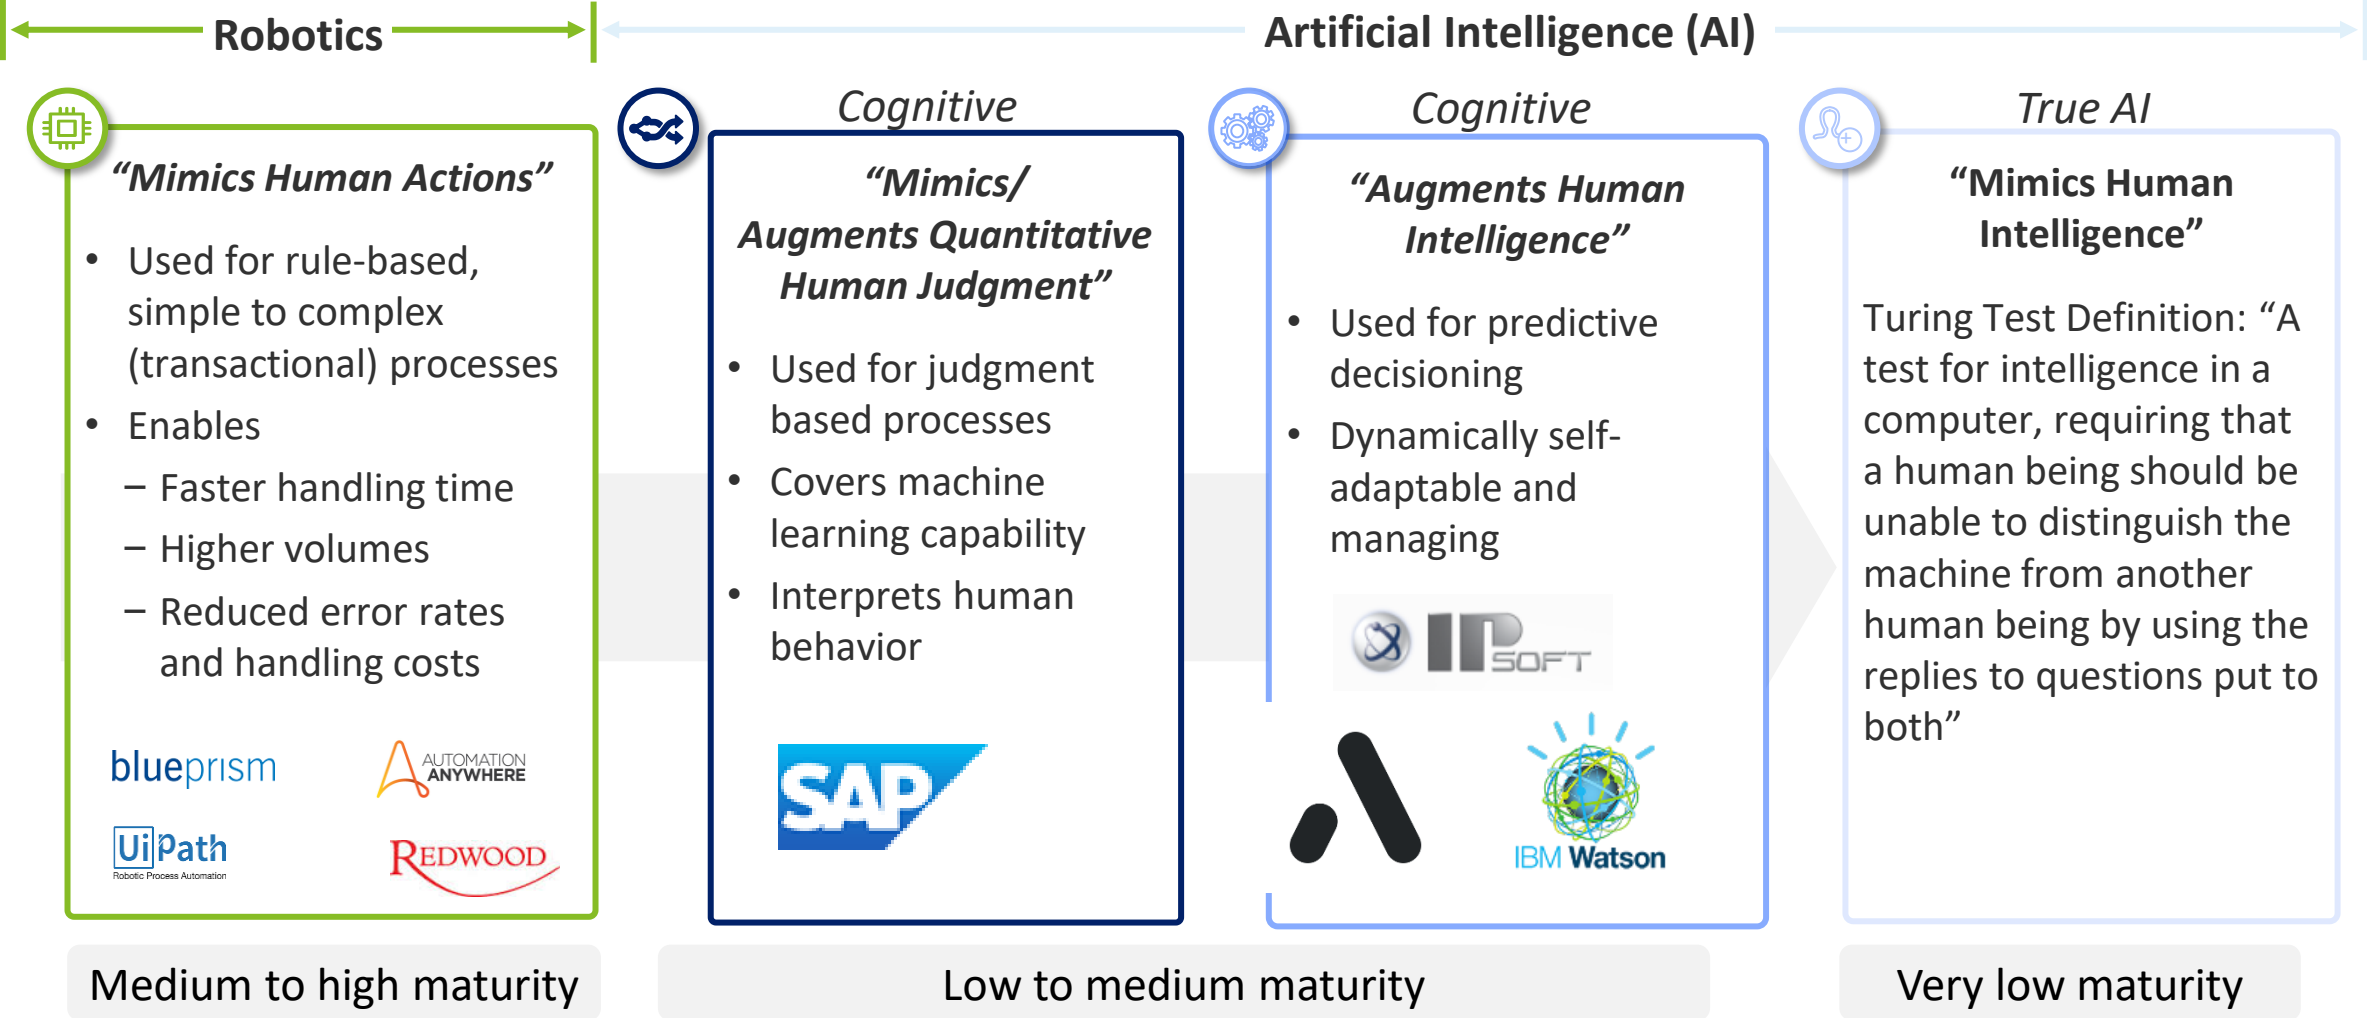 Robotics
Artificial Intelligence (AI)
“Mimics Human Actions”
• Used for rule-based,
simple to complex
(transactional) processes
• Enables
– Faster handling time
– Higher volumes
– Reduced error rates
and handling costs
blueprism
AUTOMATION
ANYWHERE
UiPath
Robotic Process Automation
REDWOOD
Medium to high maturity
Cognitive
“Mimics/
Augments Quantitative
Human Judgment”
• Used for judgment
based processes
• Covers machine
learning capability
• Interprets human
behavior
SAP
Cognitive
“Augments Human
Intelligence”
• Used for predictive
decisioning
• Dynamically self-
adaptable and
managing
IPSOFT
IBM Watson
Low to medium maturity
True AI
“Mimics Human
Intelligence”
Turing Test Definition: “A
test for intelligence in a
computer, requiring that
a human being should be
unable to distinguish the
machine from another
human being by using the
replies to questions put to
both”
Very low maturity